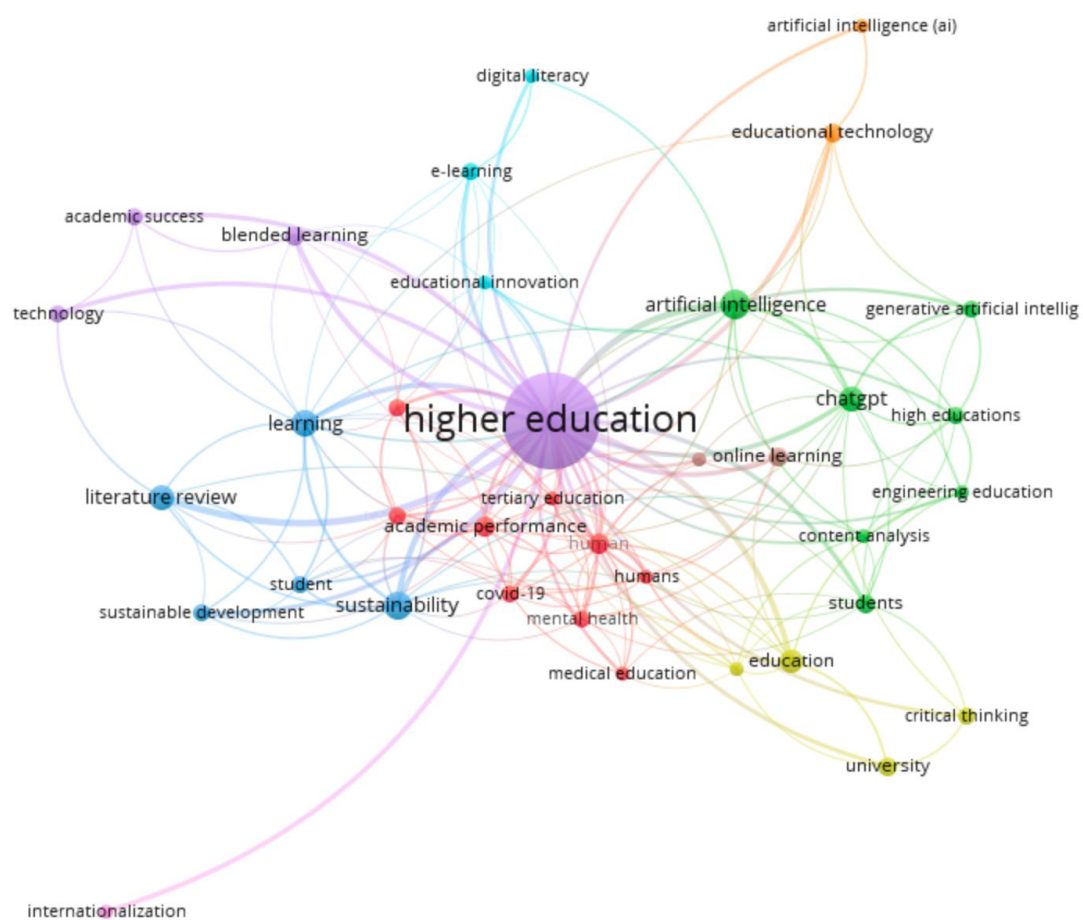 artificial intelligence (ai)
digital literacy
educational technology
e-learning
academic success
blended learning
educational innovation
artificial intelligence
generative artificial intellig
technology
chatgpt
high educations
higher education
learning
online learning
literature review
tertiary education
engineering education
academic performance
content analysis
human
humans
student
covid-19
sustainability
students
sustainable development
mental health
education
medical education
critical thinking
university
internationalization